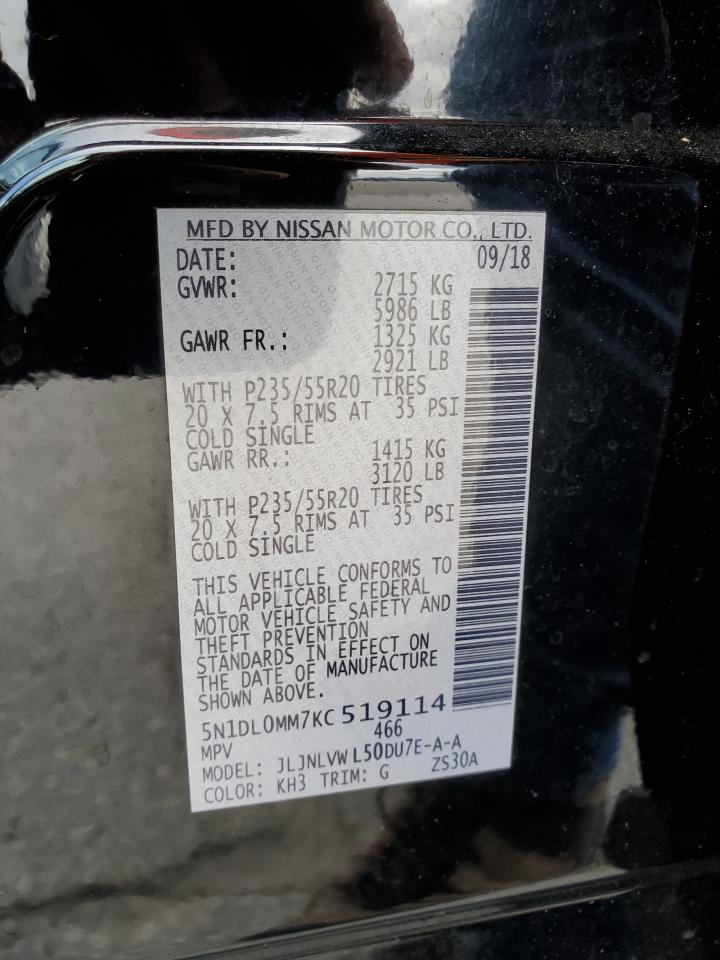 MFD BY NISSAN MOTOR CO., LTD.
DATE: 09/18
GVWR: 2715 KG
5986 LB
GAWR FR.: 1325 KG
2921 LB
WITH P235/55R20 TIRES
20 X 7.5 RIMS AT 35 PSI
COLD SINGLE
GAWR RR.: 1415 KG
3120 LB
WITH P235/55R20 TIRES
20 X 7.5 RIMS AT 35 PSI
COLD SINGLE
THIS VEHICLE CONFORMS TO
ALL APPLICABLE FEDERAL
MOTOR VEHICLE SAFETY AND
THEFT PREVENTION
STANDARDS IN EFFECT ON
THE DATE OF MANUFACTURE
SHOWN ABOVE.
5N1DL0MM7KC519114
MPV 466
MODEL: JLJNLVWL50DU7E-A-A
COLOR: KH3 TRIM: G ZS30A